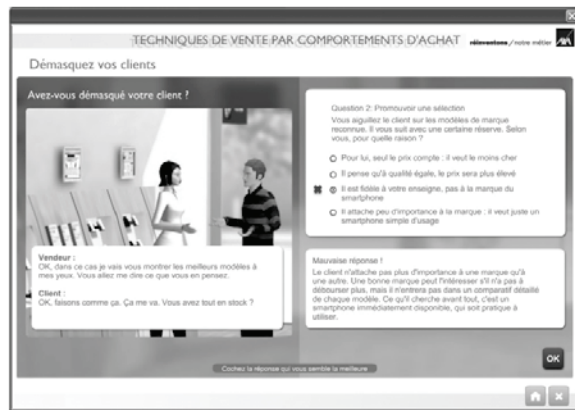 TECHNIQUES DE VENTE PAR COMPORTEMENTS D'ACHAT
réinventons / notre métier
AXA
Démasquez vos clients
Avez-vous démasqué votre client ?
Vendeur :
OK, dans ce cas je vais vous montrer les meilleurs modèles à
mes yeux. Vous allez me dire ce que vous en pensez.
Client :
OK, faisons comme ça. Ça me va. Vous avez tout en stock ?
Question 2: Promouvoir une sélection
Vous aiguillez le client sur les modèles de marque
reconnue. Il vous suit avec une certaine réserve. Selon
vous, pour quelle raison ?
Pour lui, seul le prix compte : il veut le moins cher
Il pense qu'à qualité égale, le prix sera plus élevé
Il est fidèle à votre enseigne, pas à la marque du
smartphone
Il attache peu d'importance à la marque : il veut juste un
smartphone simple d'usage
Mauvaise réponse !
Le client n'attache pas plus d'importance à une marque qu'à
une autre. Une bonne marque peut l'intéresser s'il n'a pas à
débourser plus, mais il n'entrera pas dans un comparatif détaillé
de chaque modèle. Ce qu'il cherche avant tout, c'est un
smartphone immédiatement disponible, qui soit pratique à
utiliser.
OK
Cochez la réponse qui vous semble la meilleure